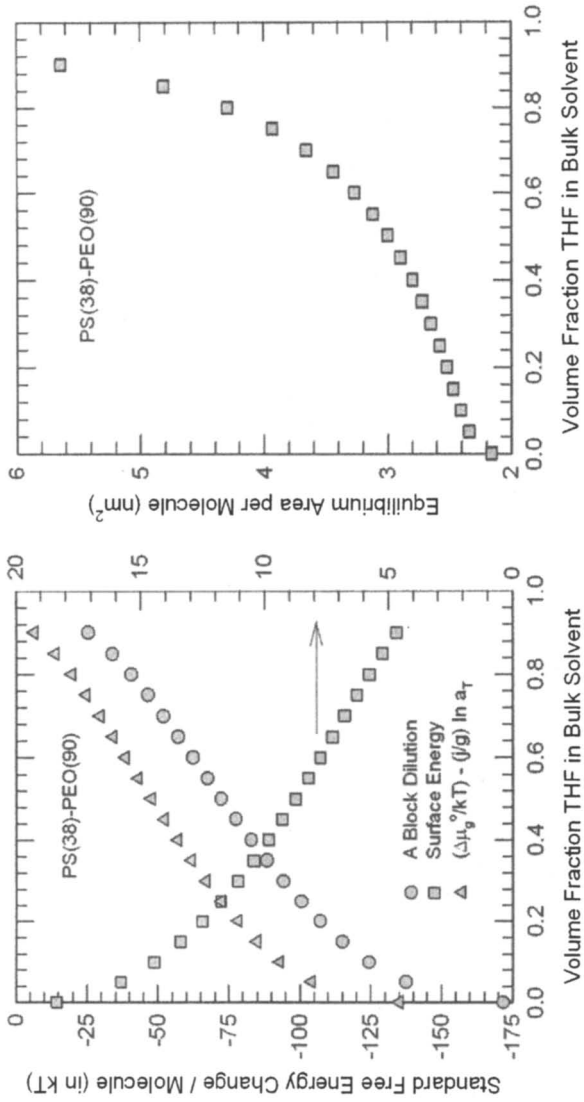 PS(38)-PEO(90)
0
-25
-50
-75
-100
-125
-150
-175
Standard Free Energy Change / Molecule (in kT)
20
15
10
5
0
A Block Dilution
Surface Energy
(Δμg°/kT) - (j/g) ln aT
0.0 0.2 0.4 0.6 0.8 1.0
Volume Fraction THF in Bulk Solvent
PS(38)-PEO(90)
6
5
4
3
2
Equilibrium Area per Molecule (nm²)
0.0 0.2 0.4 0.6 0.8 1.0
Volume Fraction THF in Bulk Solvent